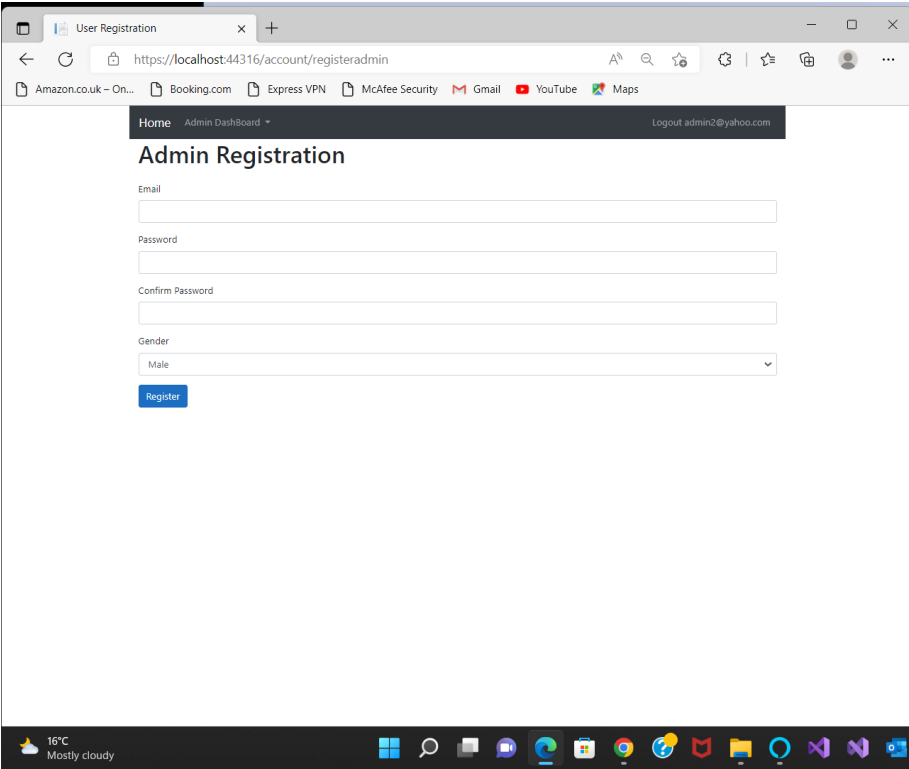 User Registration
https://localhost:44316/account/registeradmin
Amazon.co.uk – On... Booking.com Express VPN McAfee Security Gmail YouTube Maps
Home Admin DashBoard Logout admin2@yahoo.com
Admin Registration
Email
Password
Confirm Password
Gender
Male
Register
16°C
Mostly cloudy